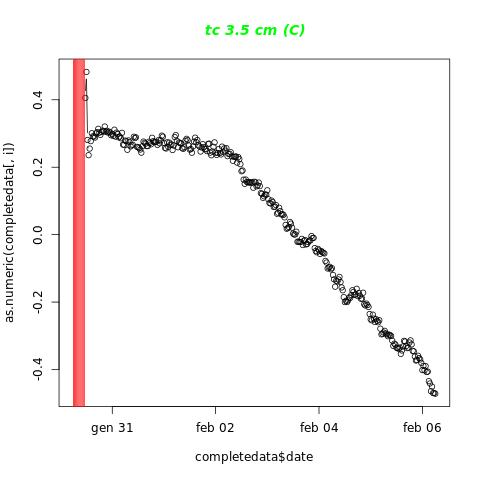 tc 3.5 cm (C)
as.numeric(completedata[, i])
0.4
0.2
0.0
-0.2
-0.4
gen 31
feb 02
feb 04
feb 06
completedata$date